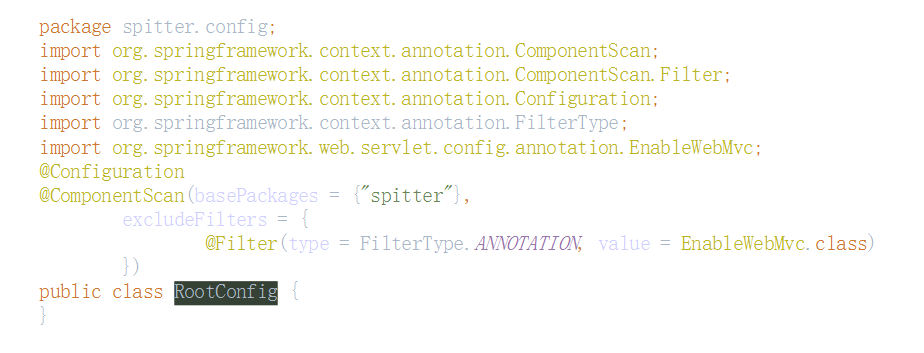 package spitter.config;
import org.springframework.context.annotation.ComponentScan;
import org.springframework.context.annotation.ComponentScan.Filter;
import org.springframework.context.annotation.Configuration;
import org.springframework.context.annotation.FilterType;
import org.springframework.web.servlet.config.annotation.EnableWebMvc;
@Configuration
@ComponentScan(basePackages = {"spitter"},
        excludeFilters = {
                @Filter(type = FilterType.ANNOTATION, value = EnableWebMvc.class)
        })
public class RootConfig {
}